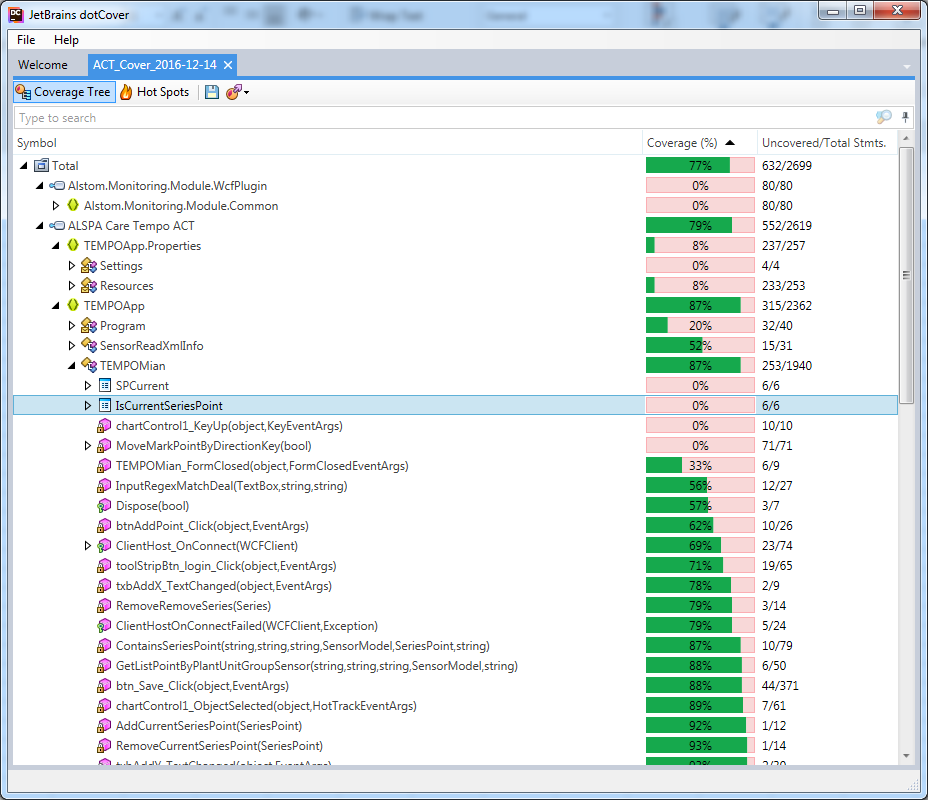 JetBrains dotCover
File Help
Welcome ACT_Cover_2016-12-14
Coverage Tree Hot Spots
Type to search
Symbol Coverage (%) Uncovered/Total Stmts.
Total 77% 632/2699
Alstom.Monitoring.Module.WcfPlugin 0% 80/80
Alstom.Monitoring.Module.Common 0% 80/80
ALSPA Care Tempo ACT 79% 552/2619
TEMPOApp.Properties 8% 237/257
Settings 0% 4/4
Resources 8% 233/253
TEMPOApp 87% 315/2362
Program 20% 32/40
SensorReadXmlInfo 52% 15/31
TEMPOMian 87% 253/1940
SPCurrent 0% 6/6
IsCurrentSeriesPoint 0% 6/6
chartControl1_KeyUp(object,KeyEventArgs) 0% 10/10
MoveMarkPointByDirectionKey(bool) 0% 71/71
TEMPOMian_FormClosed(object,FormClosedEventArgs) 33% 6/9
InputRegexMatchDeal(TextBox,string,string) 56% 12/27
Dispose(bool) 57% 3/7
btnAddPoint_Click(object,EventArgs) 62% 10/26
ClientHost_OnConnect(WCFClient) 69% 23/74
toolStripBtn_login_Click(object,EventArgs) 71% 19/65
txbAddX_TextChanged(object,EventArgs) 78% 2/9
RemoveRemoveSeries(Series) 79% 3/14
ClientHostOnConnectFailed(WCFClient,Exception) 79% 5/24
ContainsSeriesPoint(string,string,string,SensorModel,SeriesPoint,string) 87% 10/79
GetListPointByPlantUnitGroupSensor(string,string,string,SensorModel,string) 88% 6/50
btn_Save_Click(object,EventArgs) 88% 44/371
chartControl1_ObjectSelected(object,HotTrackEventArgs) 89% 7/61
AddCurrentSeriesPoint(SeriesPoint) 92% 1/12
RemoveCurrentSeriesPoint(SeriesPoint) 93% 1/14